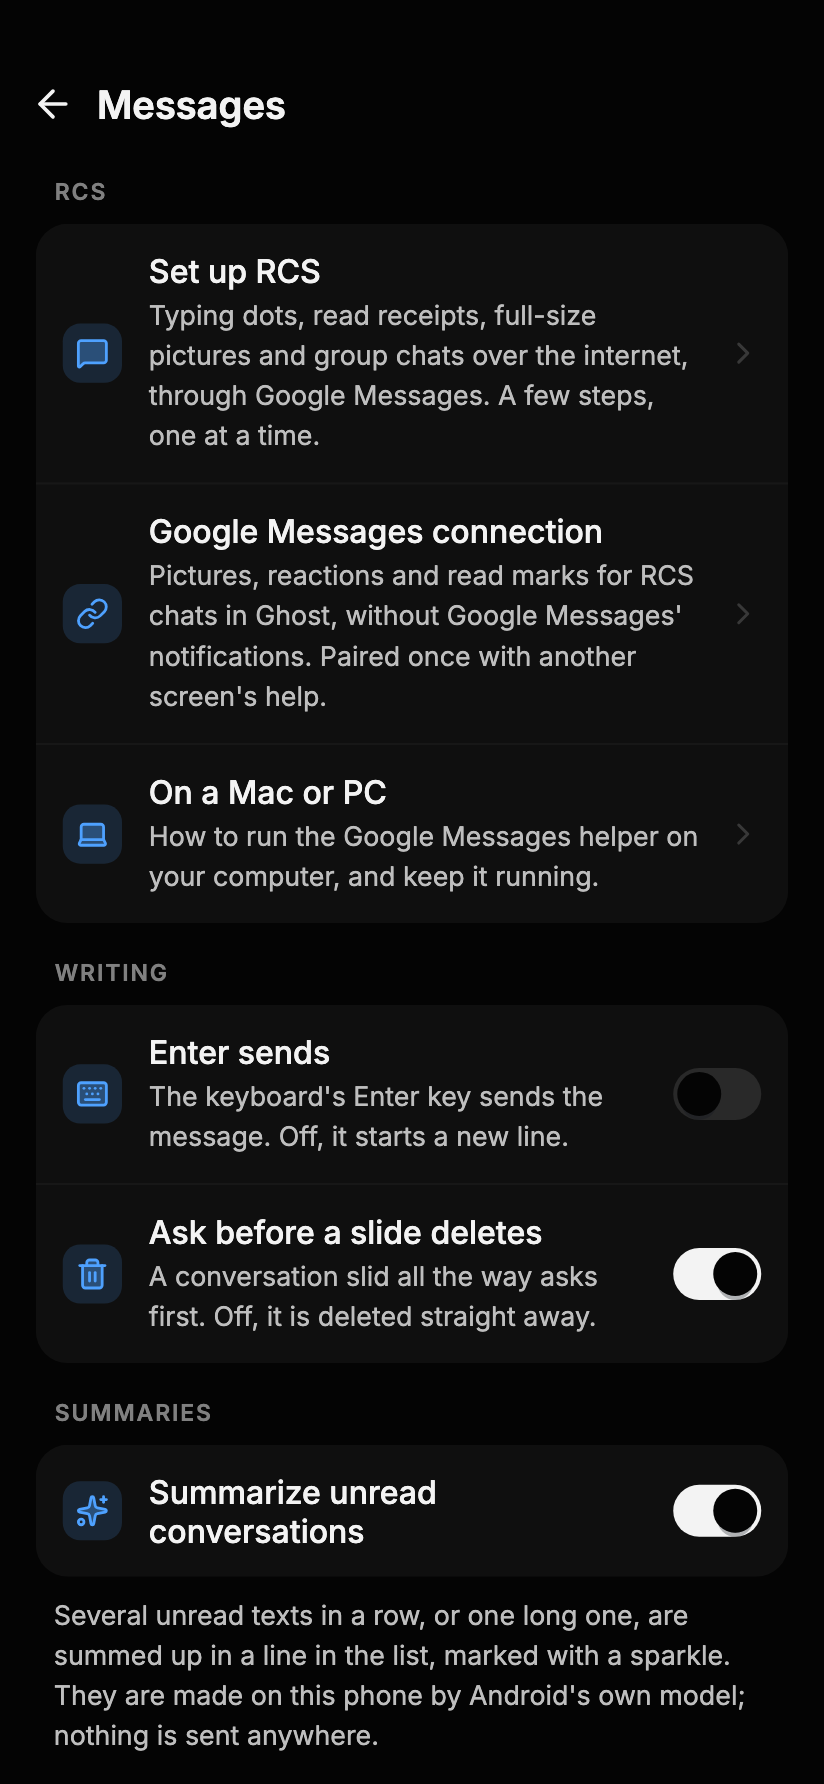 Messages
RCS
Set up RCS
Typing dots, read receipts, full-size
pictures and group chats over the internet,
through Google Messages. A few steps,
one at a time.
Google Messages connection
Pictures, reactions and read marks for RCS
chats in Ghost, without Google Messages'
notifications. Paired once with another
screen's help.
On a Mac or PC
How to run the Google Messages helper on
your computer, and keep it running.
WRITING
Enter sends
The keyboard's Enter key sends the
message. Off, it starts a new line.
Ask before a slide deletes
A conversation slid all the way asks
first. Off, it is deleted straight away.
SUMMARIES
Summarize unread
conversations
Several unread texts in a row, or one long one, are
summed up in a line in the list, marked with a sparkle.
They are made on this phone by Android's own model;
nothing is sent anywhere.